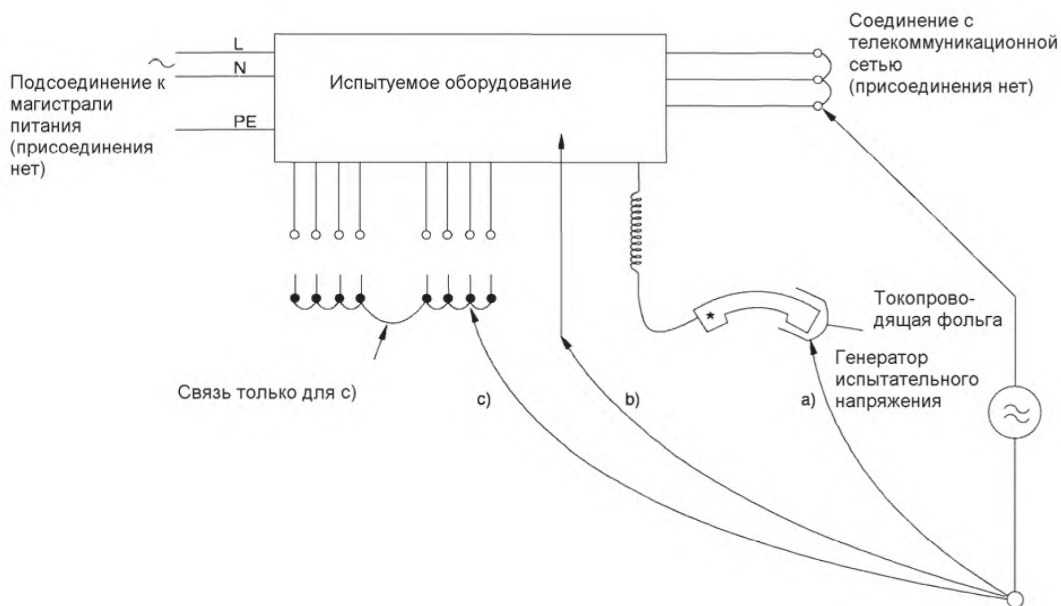 Подсоединение к
магистрали
питания
(присоединения
нет)
L
N
PE
Испытуемое оборудование
Соединение с
телекоммуникационной
сетью
(присоединения нет)
Токопрово-
дящая фольга
Генератор
испытательного
напряжения
Связь только для c)
c)
b)
a)